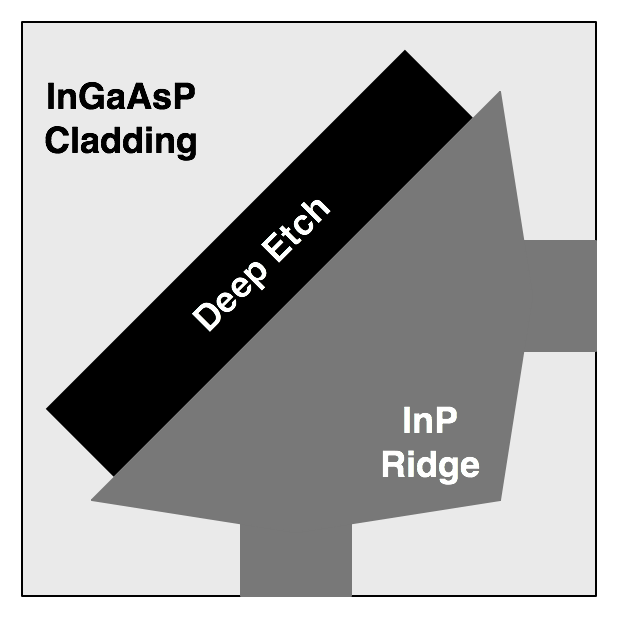 InGaAsP
Cladding
Deep Etch
InP
Ridge